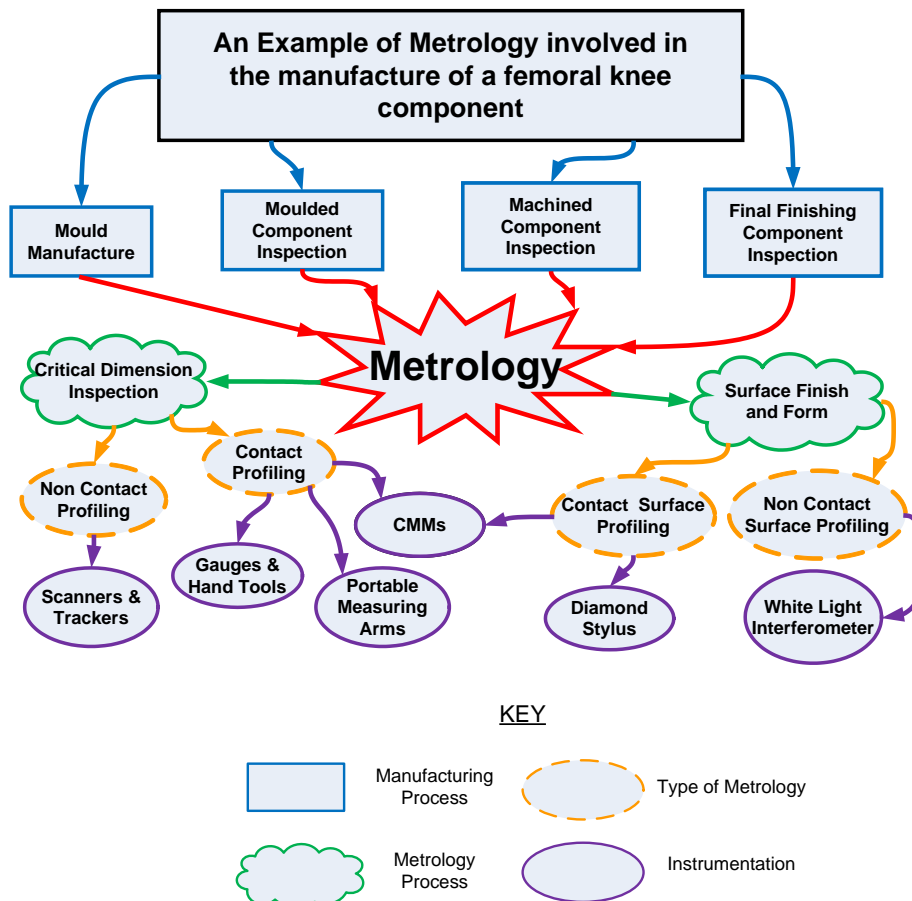 An Example of Metrology involved in
the manufacture of a femoral knee
component
Mould
Manufacture
Moulded
Component
Inspection
Machined
Component
Inspection
Final Finishing
Component
Inspection
Metrology
Critical Dimension
Inspection
Surface Finish
and Form
Non Contact
Profiling
Contact
Profiling
CMMs
Contact Surface
Profiling
Non Contact
Surface Profiling
Scanners &
Trackers
Gauges &
Hand Tools
Portable
Measuring
Arms
Diamond
Stylus
White Light
Interferometer
KEY
Manufacturing
Process
Type of Metrology
Metrology
Process
Instrumentation